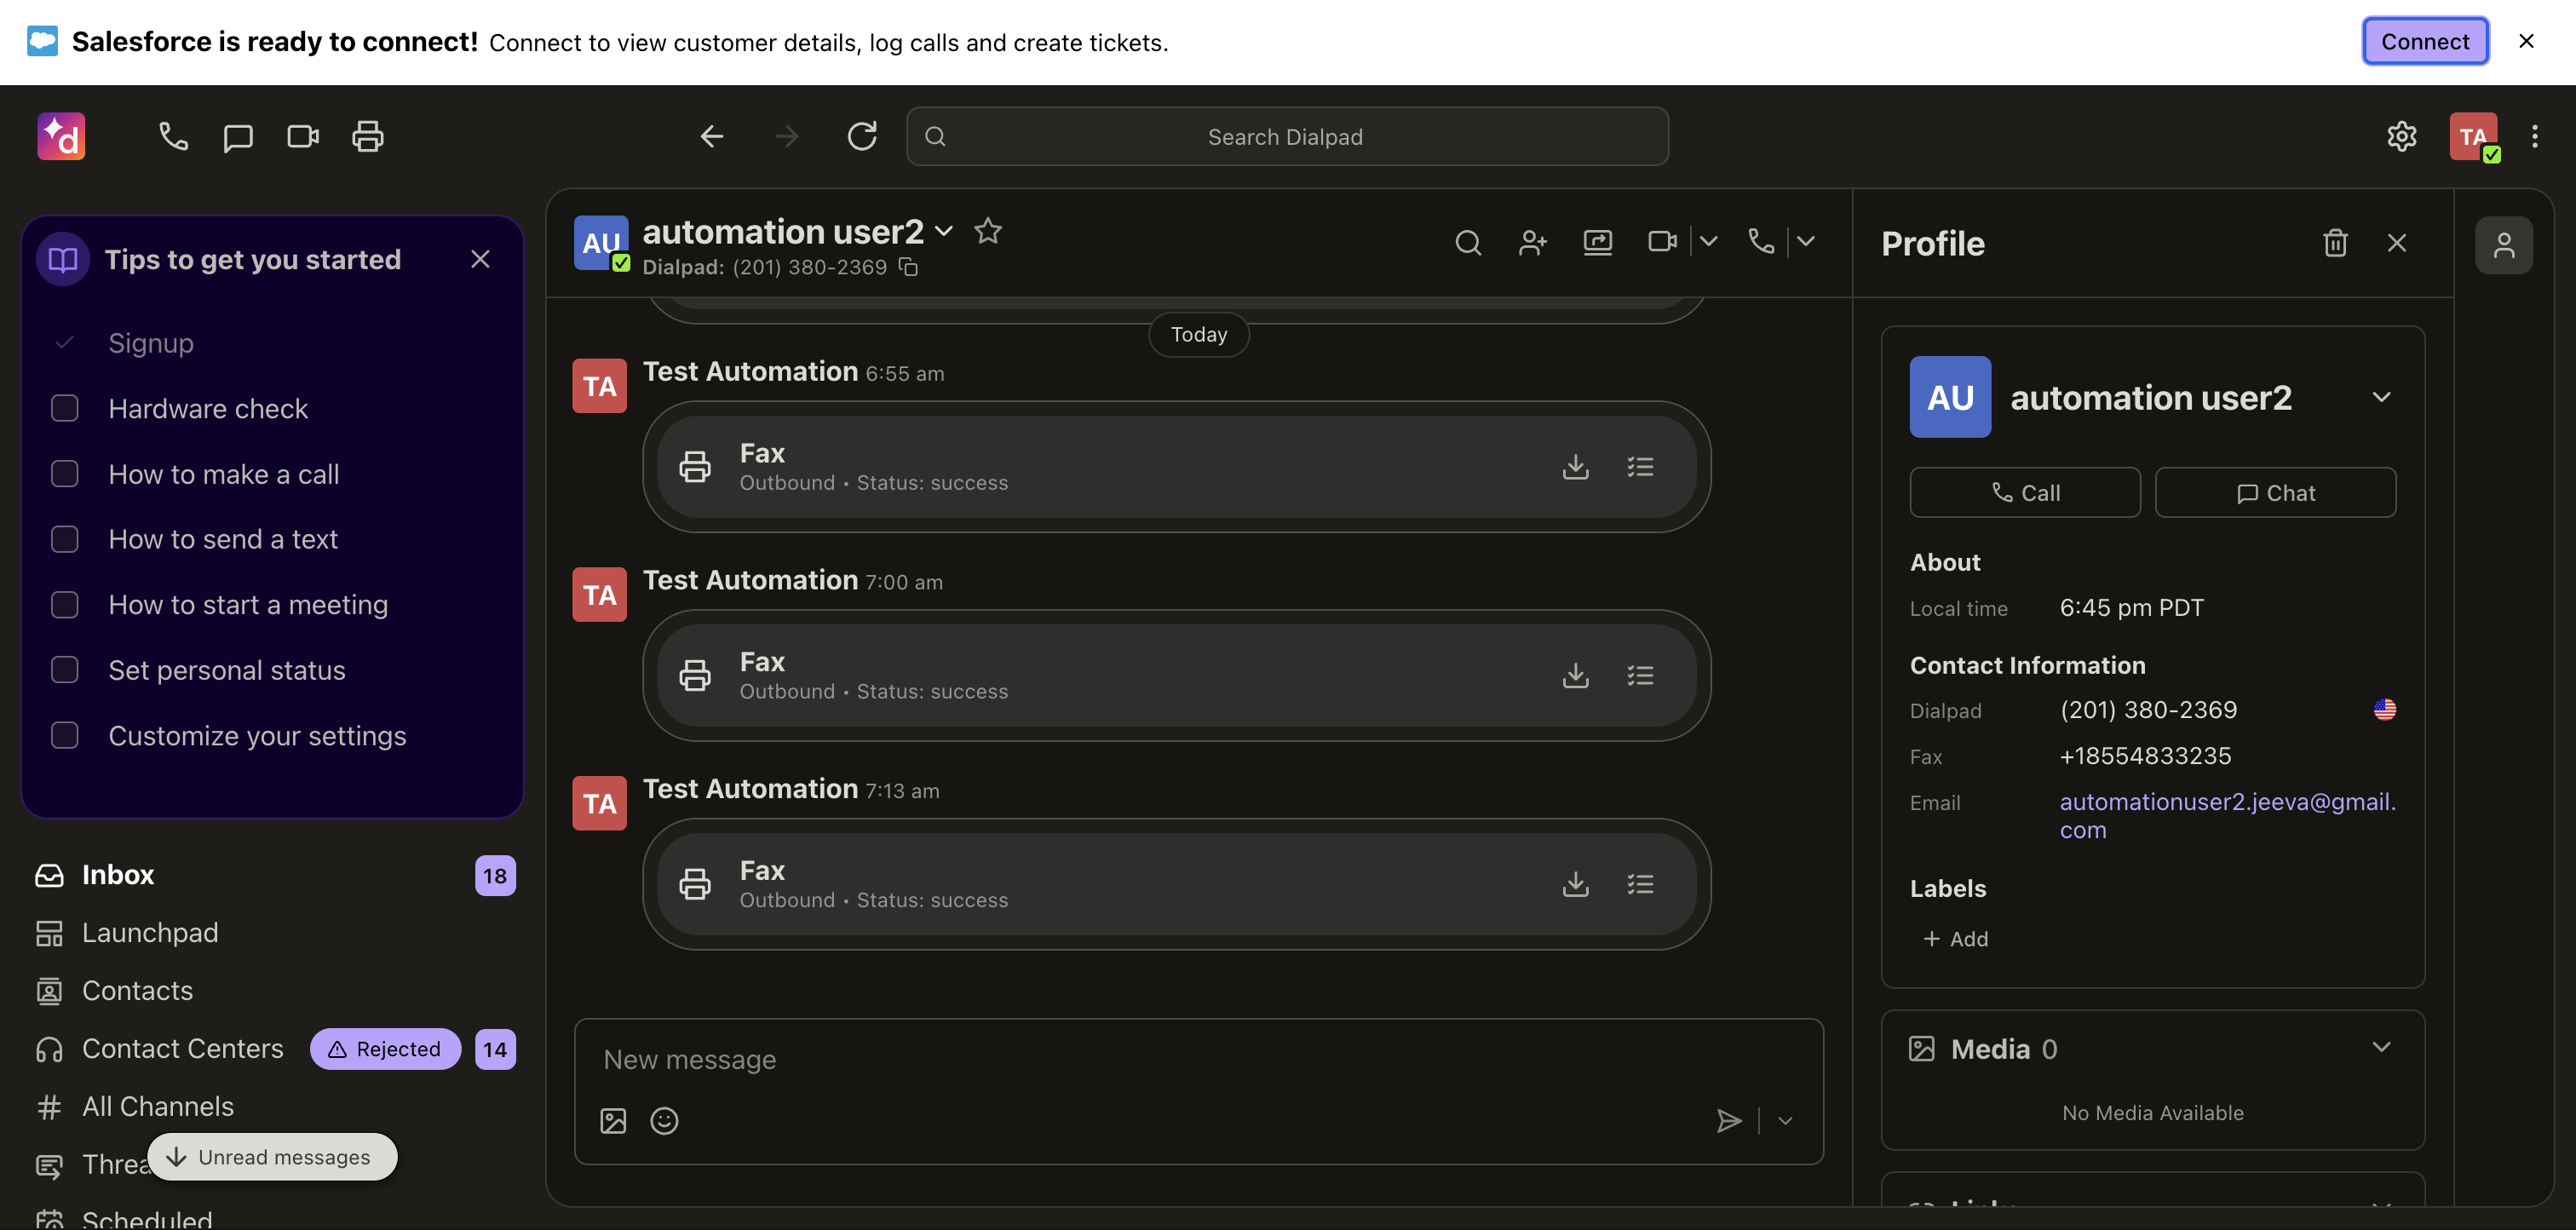 Salesforce is ready to connect! Connect to view customer details, log calls and create tickets.
Connect
d
Search Dialpad
TA
Tips to get you started
Signup
Hardware check
How to make a call
How to send a text
How to start a meeting
Set personal status
Customize your settings
Inbox 18
Launchpad
Contacts
Contact Centers Rejected 14
All Channels
Threa
Unread messages
Scheduled
AU automation user2
Dialpad: (201) 380-2369
Today
TA Test Automation 6:55 am
Fax
Outbound • Status: success
TA Test Automation 7:00 am
Fax
Outbound • Status: success
TA Test Automation 7:13 am
Fax
Outbound • Status: success
New message
Profile
AU automation user2
Call Chat
About
Local time 6:45 pm PDT
Contact Information
Dialpad (201) 380-2369
Fax +18554833235
Email automationuser2.jeeva@gmail.
com
Labels
+ Add
Media 0
No Media Available